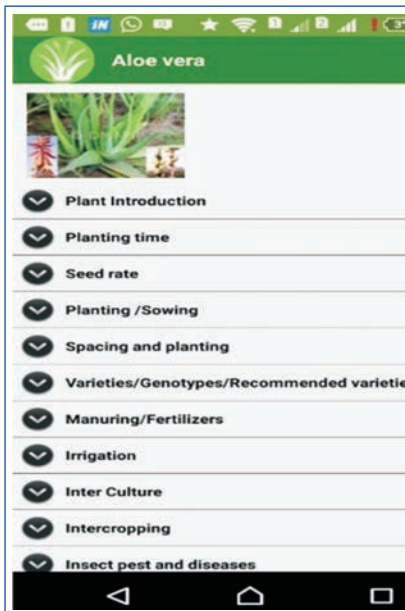 Aloe vera
Plant Introduction
Planting time
Seed rate
Planting /Sowing
Spacing and planting
Varieties/Genotypes/Recommended varietie
Manuring/Fertilizers
Irrigation
Inter Culture
Intercropping
Insect pest and diseases